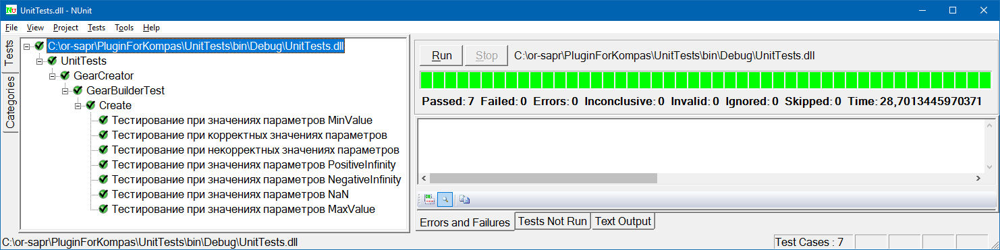 UnitTests.dll - NUnit
File View Project Tests Tools Help
Tests
Categories
C:\or-sapr\PluginForKompas\UnitTests\bin\Debug\UnitTests.dll
UnitTests
GearCreator
GearBuilderTest
Create
Тестирование при значениях параметров MinValue
Тестирование при корректных значениях параметров
Тестирование при некорректных значениях параметров
Тестирование при значениях параметров PositiveInfinity
Тестирование при значениях параметров NegativeInfinity
Тестирование при значениях параметров NaN
Тестирование при значениях параметров MaxValue
Run Stop C:\or-sapr\PluginForKompas\UnitTests\bin\Debug\UnitTests.dll
Passed: 7 Failed: 0 Errors: 0 Inconclusive: 0 Invalid: 0 Ignored: 0 Skipped: 0 Time: 28,7013445970371
Errors and Failures Tests Not Run Text Output
C:\or-sapr\PluginForKompas\UnitTests\bin\Debug\UnitTests.dll Test Cases : 7